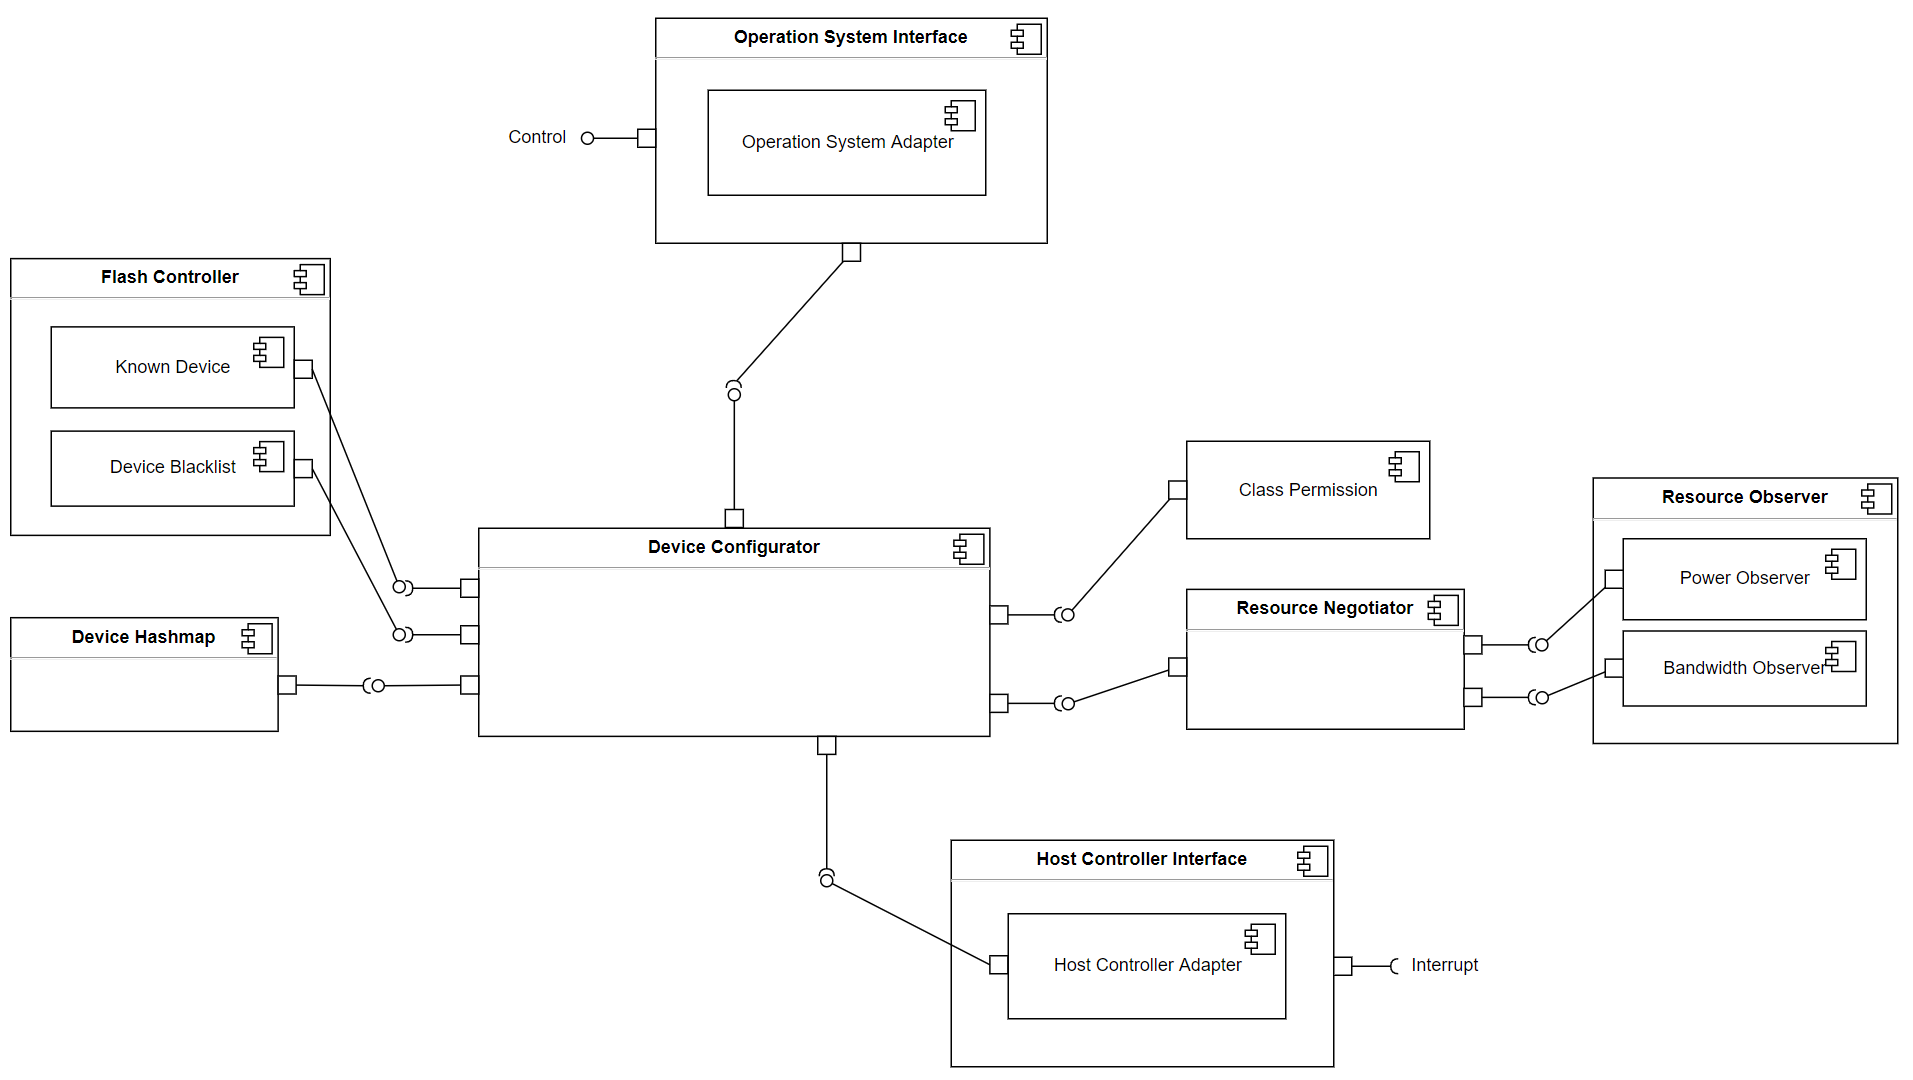 Operation System Interface
Control
Operation System Adapter
Flash Controller
Known Device
Device Blacklist
Class Permission
Resource Observer
Device Configurator
Power Observer
Resource Negotiator
Device Hashmap
Bandwidth Observer
Host Controller Interface
Host Controller Adapter
Interrupt